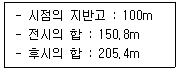 - 시점의 지반고 : 100m
- 전시의 합 : 150.8m
- 후시의 합 : 205.4m